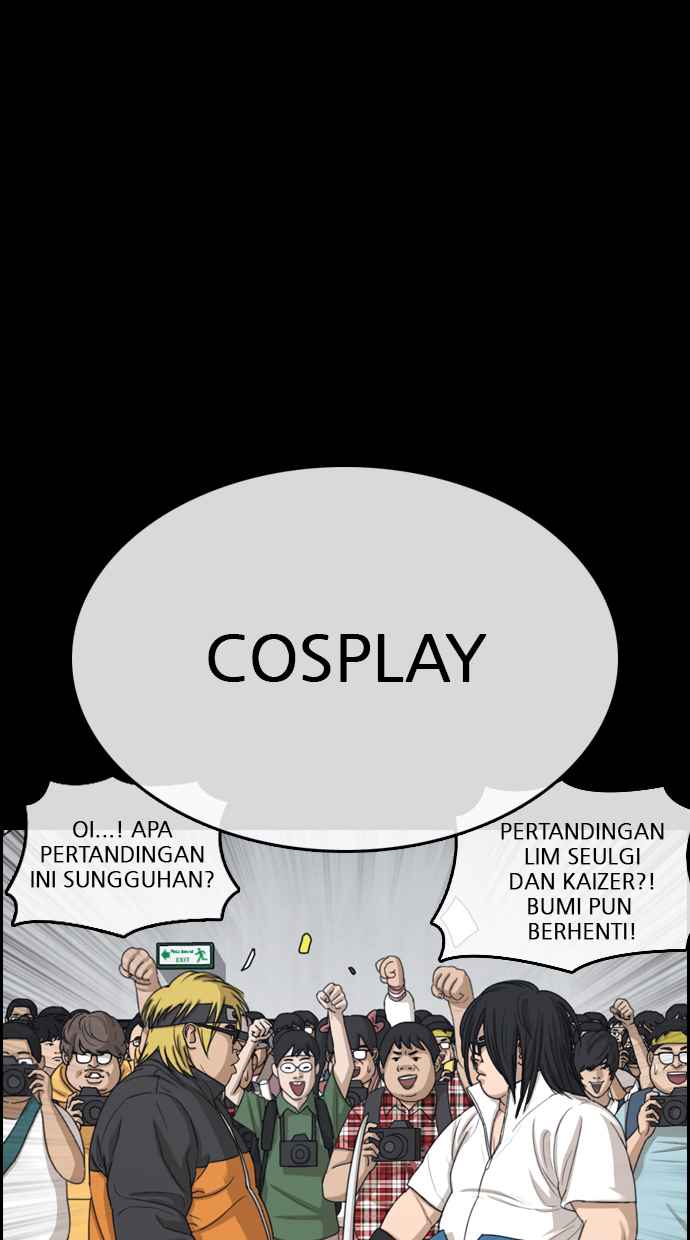 COSPLAY
OI...! APA
PERTANDINGAN
INI SUNGGUHAN?
PERTANDINGAN
LIM SEULGI
DAN KAIZER?!
BUMI PUN
BERHENTI!
EXIT